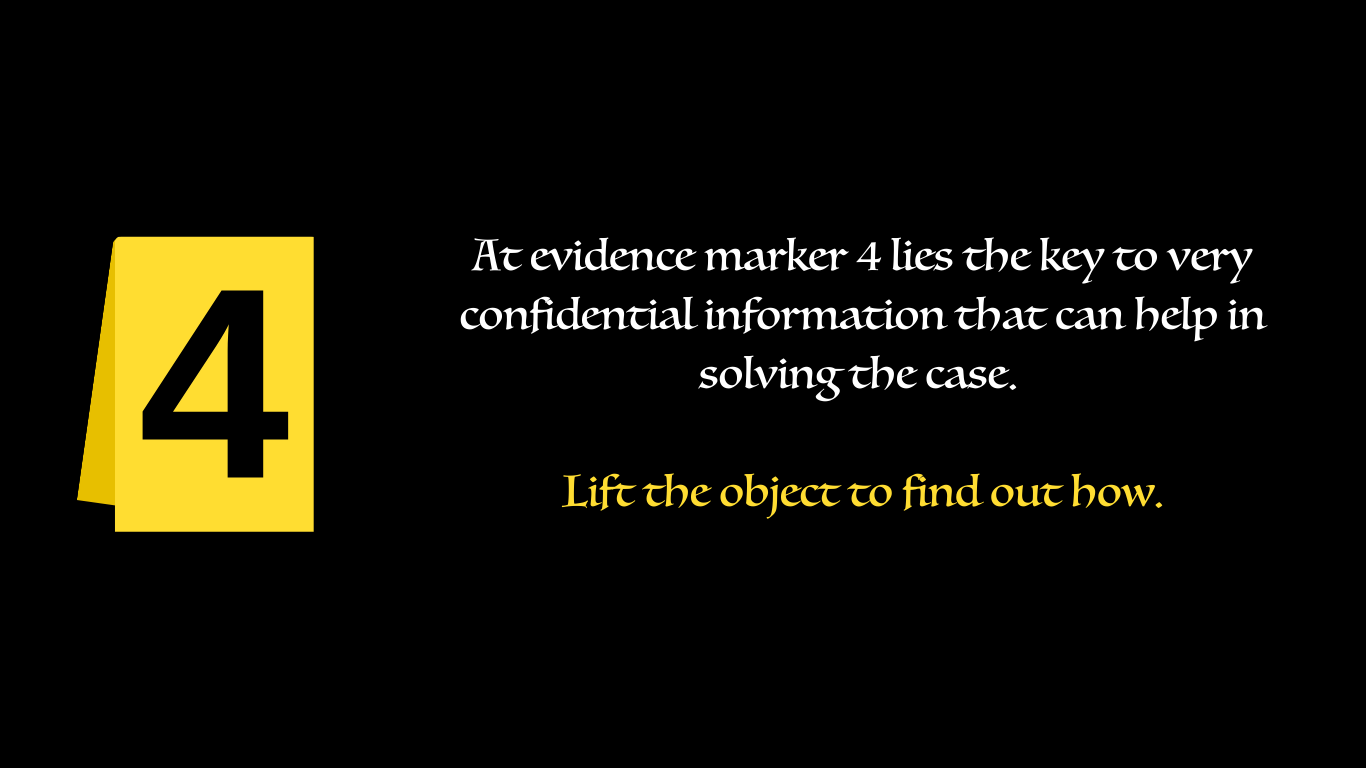 4
At evidence marker 4 lies the key to very
confidential information that can help in
solving the case.
Lift the object to find out how.